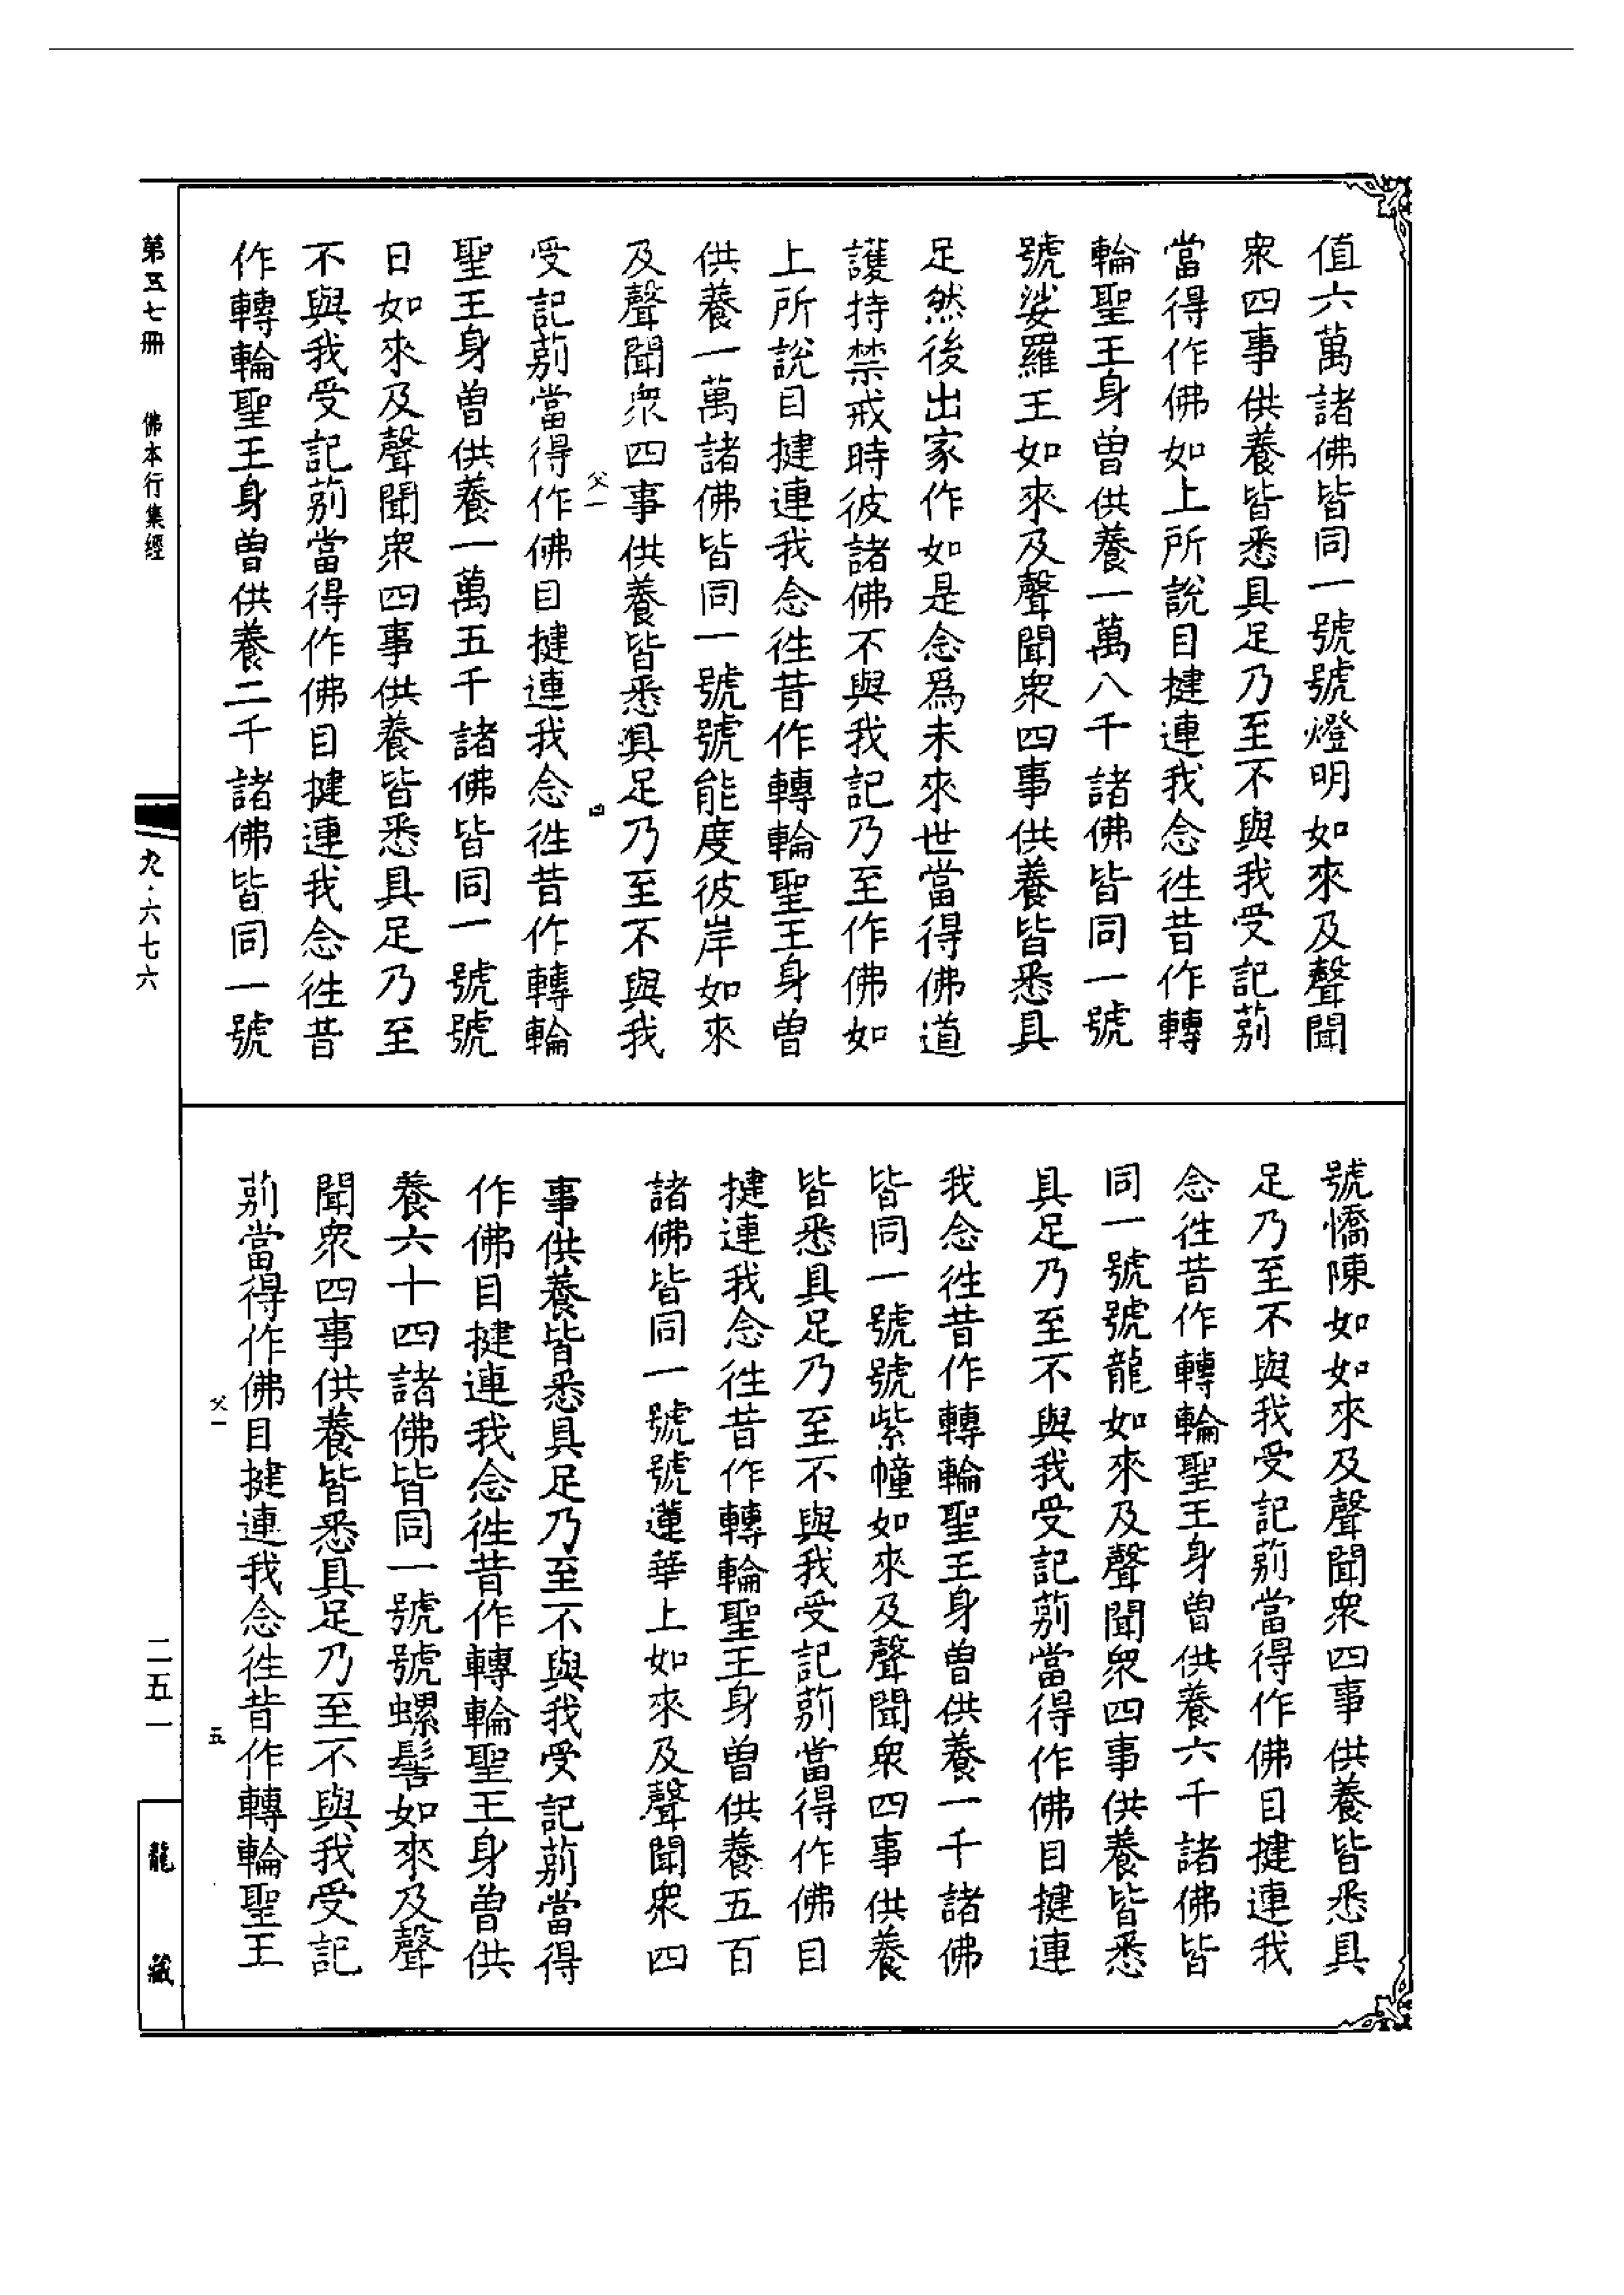 值六萬諸佛皆同一號號燈明如來及聲聞
衆四事供養皆悉具足乃至不與我受記莂
當得作佛如上所說目揵連我念徃昔作轉
輪聖王身曾供養一萬八千諸佛皆同一號
號娑羅王如來及聲聞衆四事供養皆悉具
足然後出家作如是念爲未來世當得佛道
護持禁戒時彼諸佛不與我記乃至作佛如
上所說目揵連我念徃昔作轉輪聖王身曾
供養一萬諸佛皆同一號號能度彼岸如來
及聲聞衆四事供養皆悉具足乃至不與我
父一 四
受記莂當得作佛目揵連我念徃昔作轉輪
聖王身曾供養一萬五千諸佛皆同一號號
日如來及聲聞衆四事供養皆悉具足乃至
不與我受記莂當得作佛目揵連我念徃昔
作轉輪聖王身曾供養二千諸佛皆同一號
號憍陳如如來及聲聞衆四事供養皆悉具
足乃至不與我受記莂當得作佛目揵連我
念徃昔作轉輪聖王身曾供養六千諸佛皆
同一號號龍如來及聲聞衆四事供養皆悉
具足乃至不與我受記莂當得作佛目揵連
我念徃昔作轉輪聖王身曾供養一千諸佛
皆同一號號紫幢如來及聲聞衆四事供養
皆悉具足乃至不與我受記莂當得作佛目
揵連我念徃昔作轉輪聖王身曾供養五百
諸佛皆同一號號蓮華上如來及聲聞衆四
事供養皆悉具足乃至不與我受記莂當得
作佛目揵連我念徃昔作轉輪聖王身曾供
養六十四諸佛皆同一號號螺髻如來及聲
聞衆四事供養皆悉具足乃至不與我受記
莂當得作佛目揵連我念徃昔作轉輪聖王
父一 五
第五七冊 佛本行集經
九·六七六
二五一
龍藏